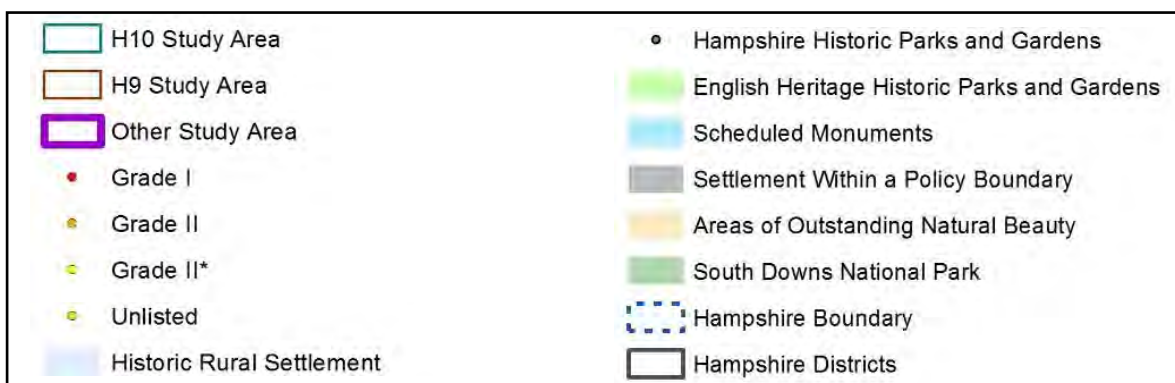 H10 Study Area
H9 Study Area
Other Study Area
Grade I
Grade II
Grade II*
Unlisted
Historic Rural Settlement
Hampshire Historic Parks and Gardens
English Heritage Historic Parks and Gardens
Scheduled Monuments
Settlement Within a Policy Boundary
Areas of Outstanding Natural Beauty
South Downs National Park
Hampshire Boundary
Hampshire Districts